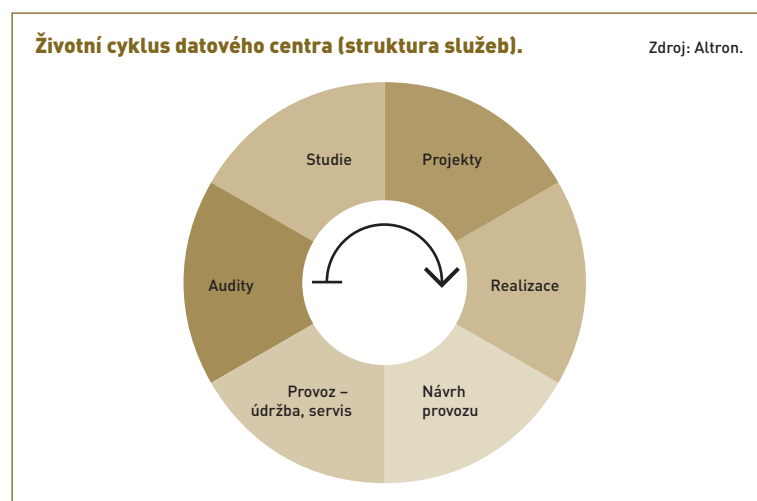 Životní cyklus datového centra (struktura služeb).
Zdroj: Altron.
Studie
Projekty
Audity
Realizace
Provoz –
údržba, servis
Návrh
provozu